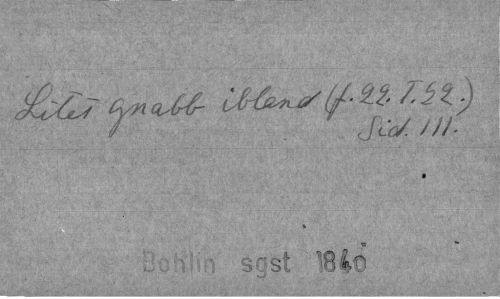 Litet gnabb ibland (f. 22. T. 52.)
Sid. 111.
Bohlin sgst 1840